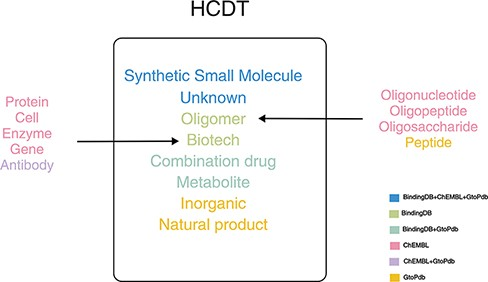 HCDT
Synthetic Small Molecule
Unknown
Oligomer
Biotech
Combination drug
Metabolite
Inorganic
Natural product
Protein
Cell
Enzyme
Gene
Antibody
Oligonucleotide
Oligopeptide
Oligosaccharide
Peptide
BindingDB+ChEMBL+GtoPdb
BindingDB
BindingDB+GtoPdb
ChEMBL
ChEMBL+GtoPdb
GtoPdb